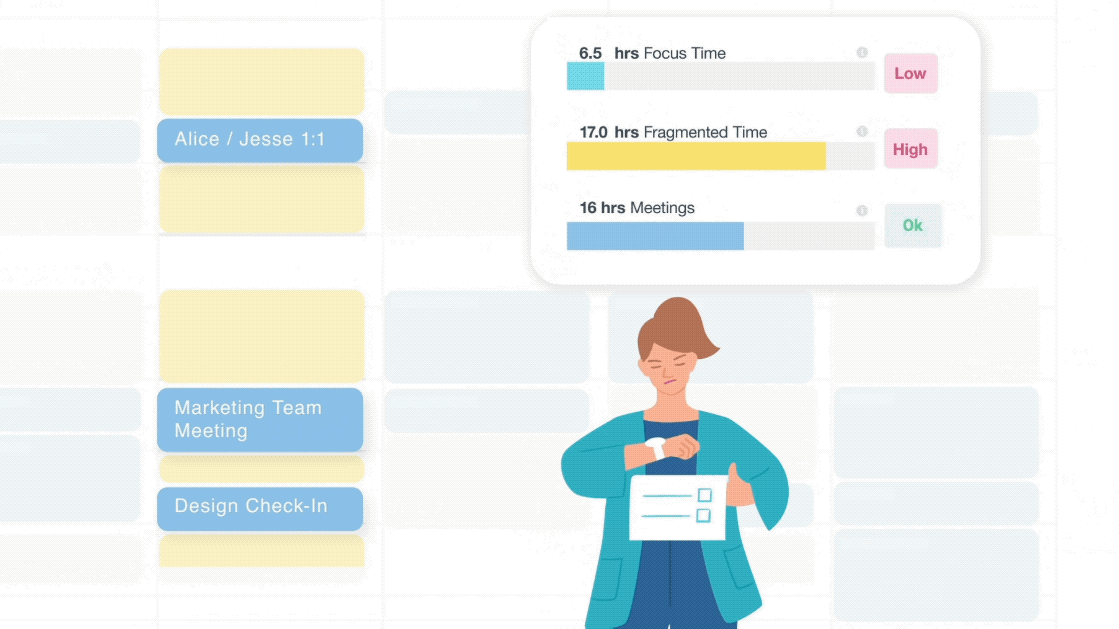 Alice / Jesse 1:1
Marketing Team
Meeting
Design Check-In
6.5 hrs Focus Time
Low
17.0 hrs Fragmented Time
High
16 hrs Meetings
Ok